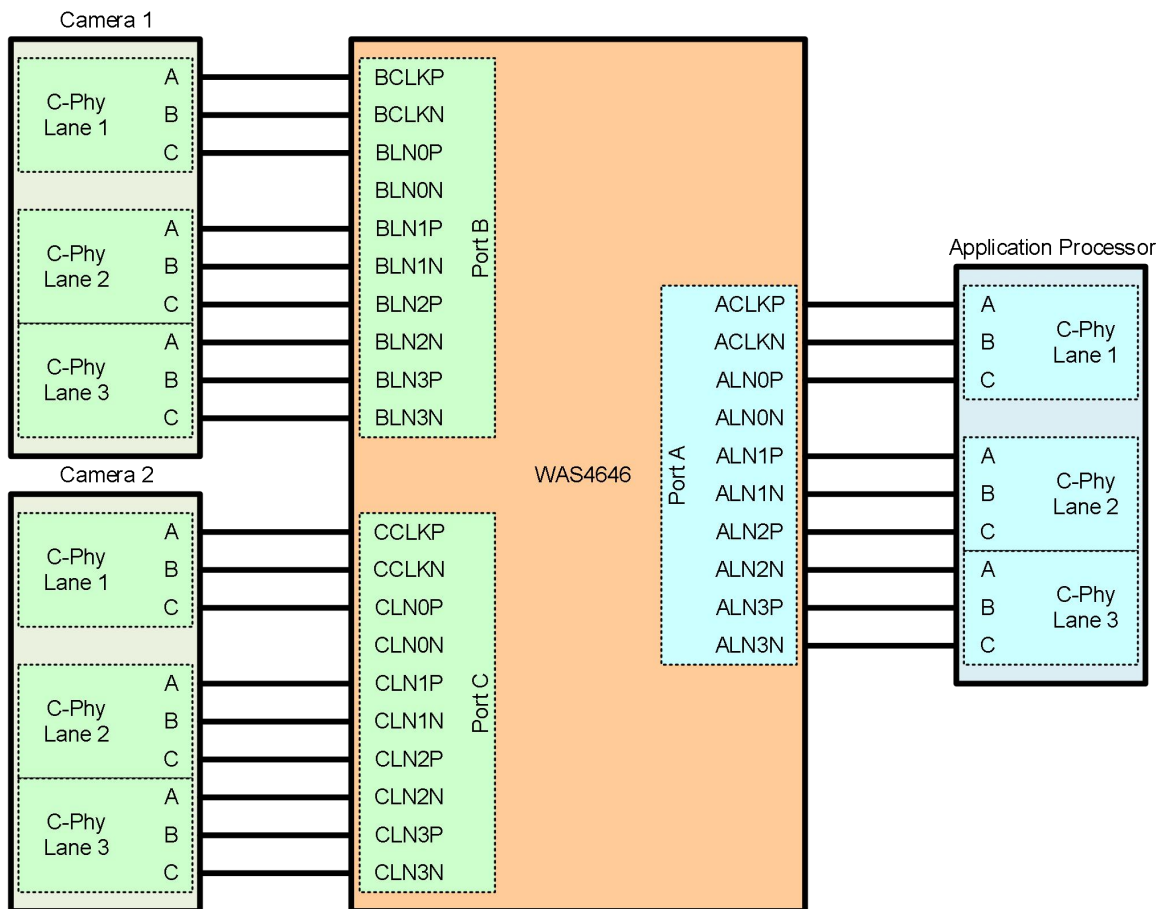 Camera 1
C-Phy
Lane 1
A
B
C
C-Phy
Lane 2
A
B
C
C-Phy
Lane 3
A
B
C
Camera 2
C-Phy
Lane 1
A
B
C
C-Phy
Lane 2
A
B
C
C-Phy
Lane 3
A
B
C
BCLKP
BCLKN
BLN0P
BLN0N
BLN1P
BLN1N
BLN2P
BLN2N
BLN3P
BLN3N
Port B
CCLKP
CCLKN
CLN0P
CLN0N
CLN1P
CLN1N
CLN2P
CLN2N
CLN3P
CLN3N
Port C
WAS4646
Port A
ACLKP
ACLKN
ALN0P
ALN0N
ALN1P
ALN1N
ALN2P
ALN2N
ALN3P
ALN3N
Application Processor
A
B
C
C-Phy
Lane 1
A
B
C
C-Phy
Lane 2
A
B
C
C-Phy
Lane 3